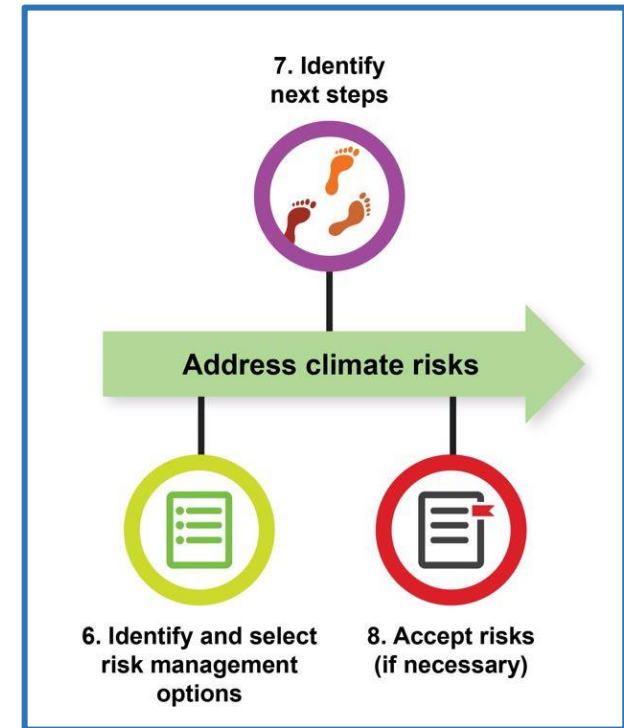 7. Identify
next steps
Address climate risks
6. Identify and select
risk management
options
8. Accept risks
(if necessary)